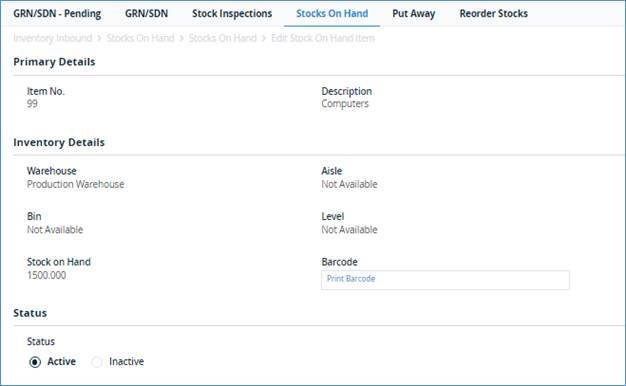 GRN/SDN - Pending GRN/SDN Stock Inspections Stocks On Hand Put Away Reorder Stocks
Inventory Inbound > Stocks On Hand > Stocks On Hand > Edit Stock On Hand Item
Primary Details
Item No. Description
99 Computers
Inventory Details
Warehouse Aisle
Production Warehouse Not Available
Bin Level
Not Available Not Available
Stock on Hand Barcode
1500.000 Print Barcode
Status
Status
Active Inactive